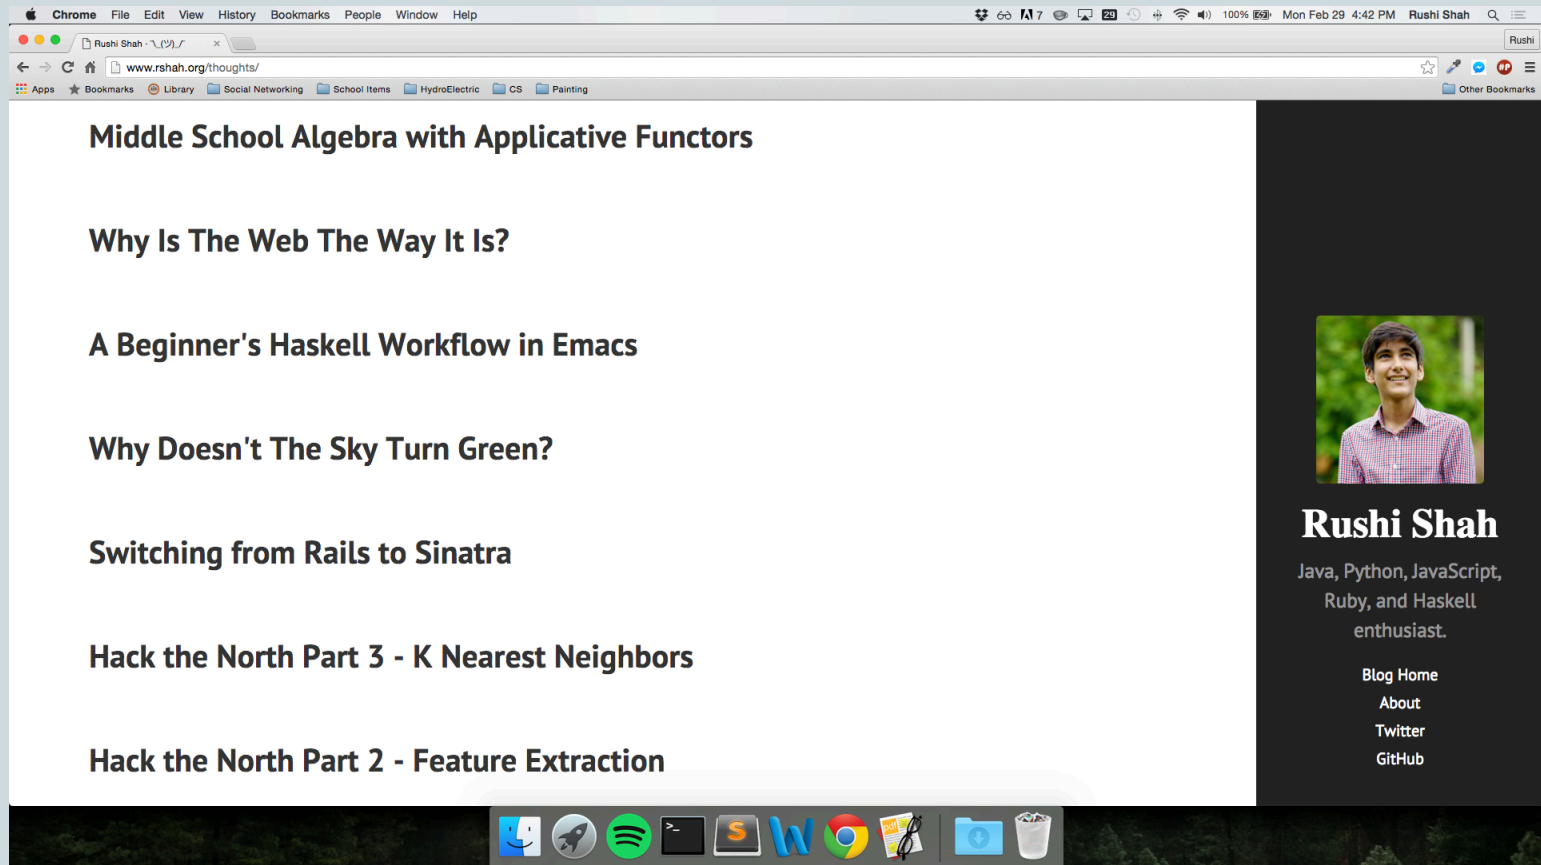 Chrome File Edit View History Bookmarks People Window Help
7 29 100% Mon Feb 29 4:42 PM Rushi Shah
Rushi Shah · ¯\_(ツ)_/¯
Rushi
www.rshah.org/thoughts/
Apps Bookmarks Library Social Networking School Items HydroElectric CS Painting Other Bookmarks
Middle School Algebra with Applicative Functors
Why Is The Web The Way It Is?
A Beginner's Haskell Workflow in Emacs
Why Doesn't The Sky Turn Green?
Switching from Rails to Sinatra
Hack the North Part 3 - K Nearest Neighbors
Hack the North Part 2 - Feature Extraction
Rushi Shah
Java, Python, JavaScript,
Ruby, and Haskell
enthusiast.
Blog Home
About
Twitter
GitHub